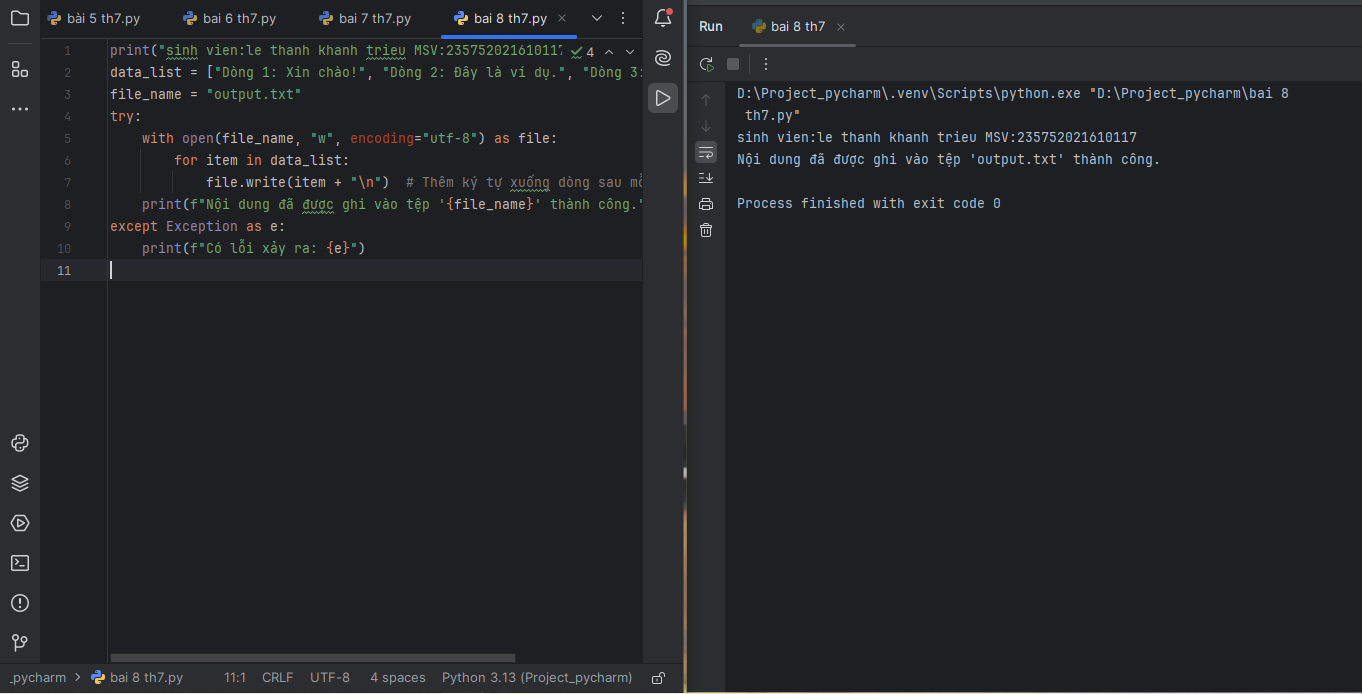 bài 5 th7.py
bai 6 th7.py
bai 7 th7.py
bai 8 th7.py
1 print("sinh vien:le thanh khanh trieu MSV:235752021610117
4
2 data_list = ["Dòng 1: Xin chào!", "Dòng 2: Đây là ví dụ.", "Dòng 3:
3 file_name = "output.txt"
4 try:
5 with open(file_name, "w", encoding="utf-8") as file:
6 for item in data_list:
7 file.write(item + "\n")  # Thêm ký tự xuống dòng sau mỗ
8 print(f"Nội dung đã được ghi vào tệp '{file_name}' thành công."
9 except Exception as e:
10 print(f"Có lỗi xảy ra: {e}")
11
_pycharm
bai 8 th7.py
11:1
CRLF
UTF-8
4 spaces
Python 3.13 (Project_pycharm)
Run
bai 8 th7
D:\Project_pycharm\.venv\Scripts\python.exe "D:\Project_pycharm\bai 8
th7.py"
sinh vien:le thanh khanh trieu MSV:235752021610117
Nội dung đã được ghi vào tệp 'output.txt' thành công.
Process finished with exit code 0